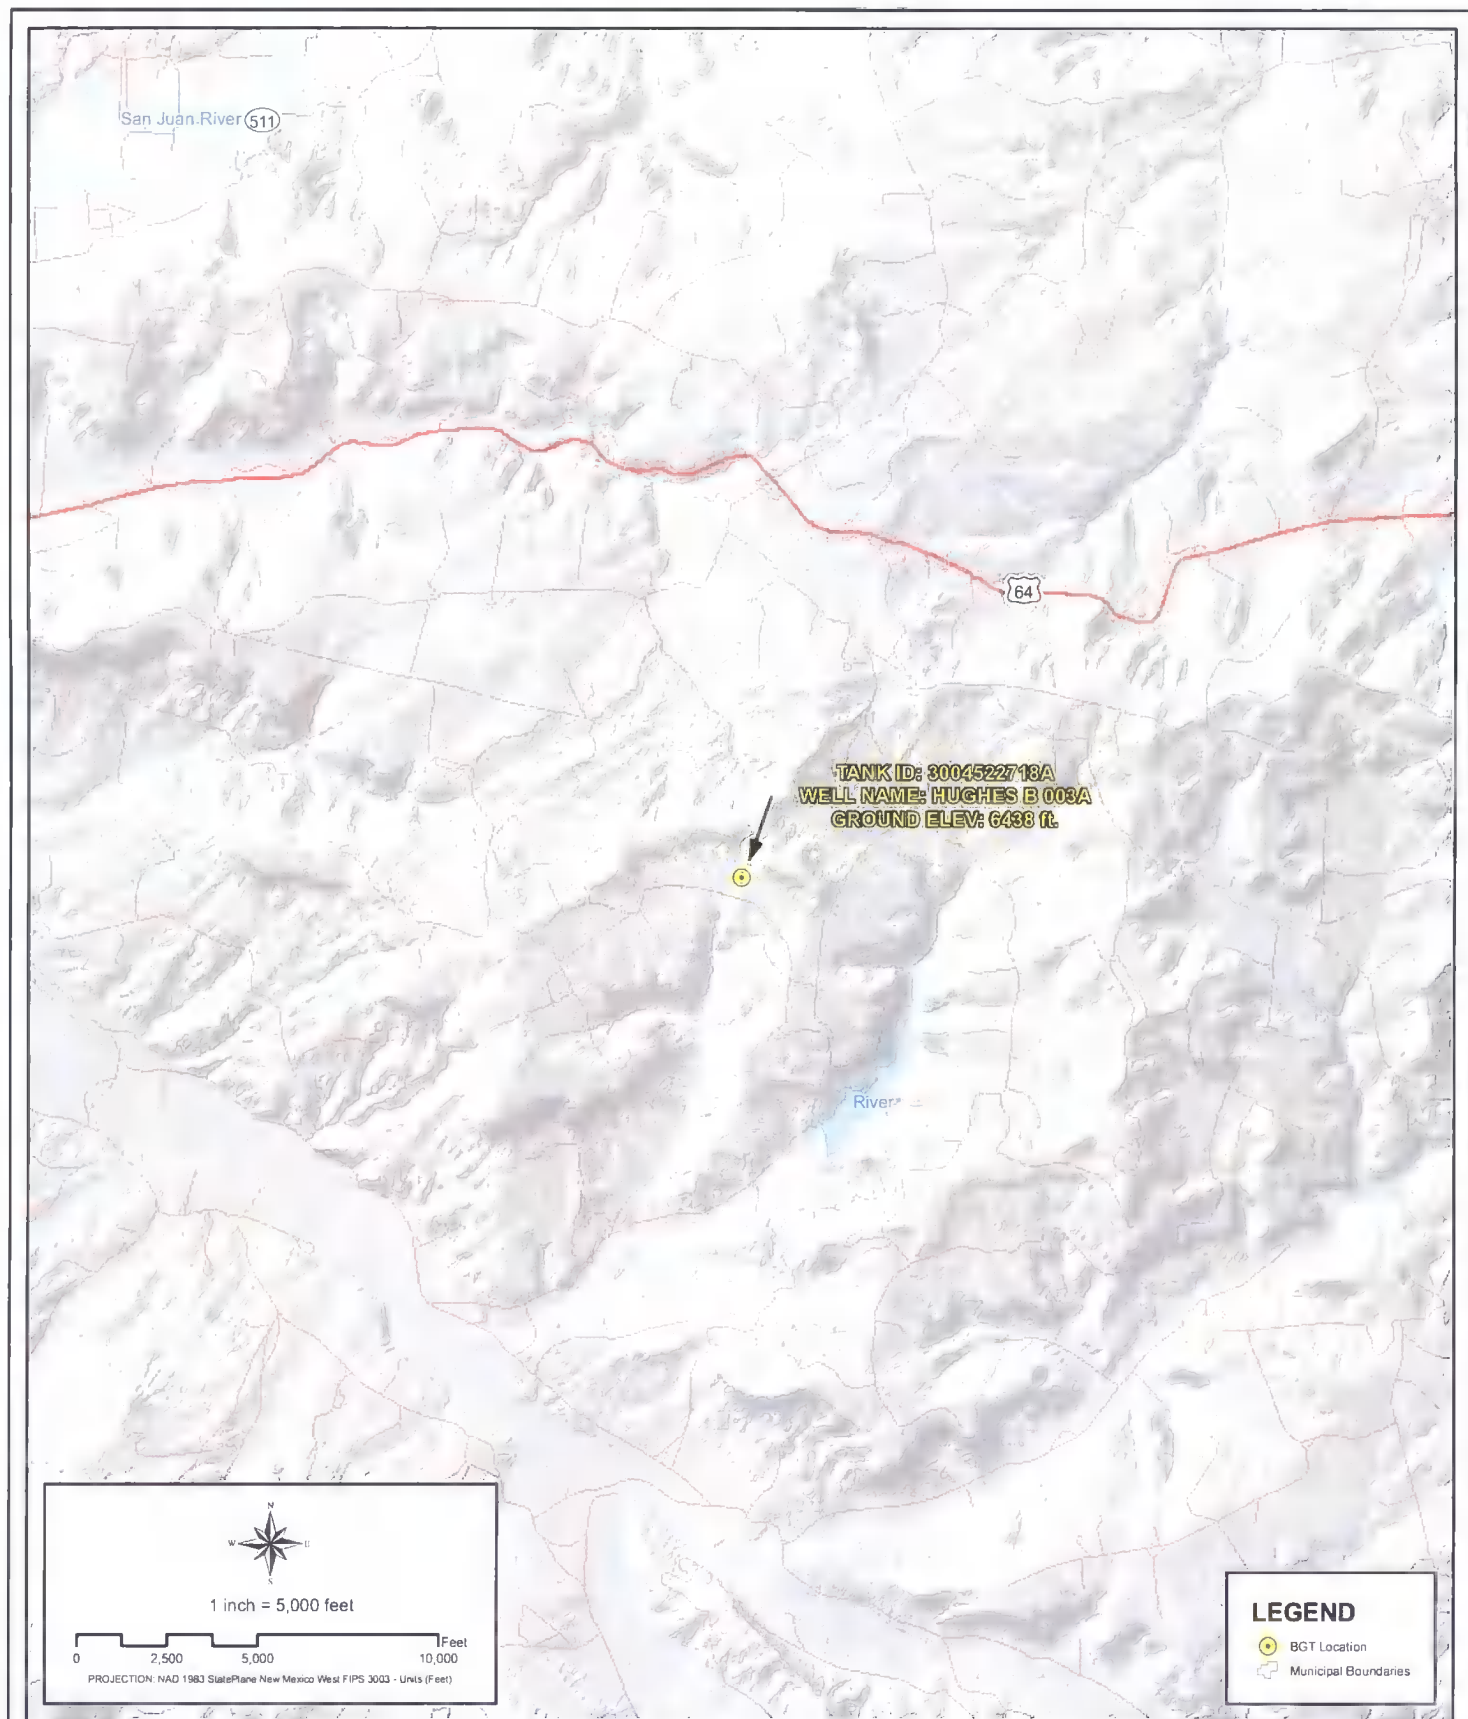 San Juan River 511
64
TANK ID: 3004522718A
WELL NAME: HUGHES B 003A
GROUND ELEV: 6438 ft.
River
N
W E
S
1 inch = 5,000 feet
Feet
0 2,500 5,000 10,000
PROJECTION: NAD 1983 StatePlane New Mexico West FIPS 3003 - Units (Feet)
LEGEND
BGT Location
Municipal Boundaries